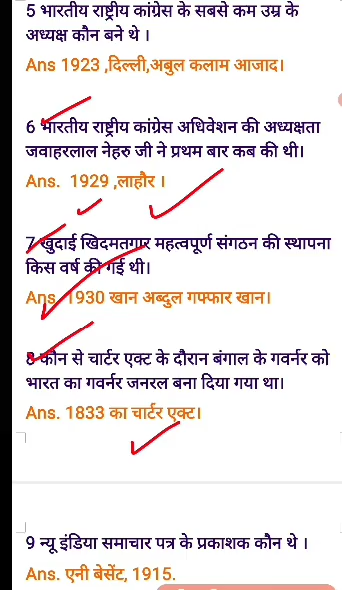 5 भारतीय राष्ट्रीय कांग्रेस के सबसे कम उम्र के
अध्यक्ष कौन बने थे ।
Ans 1923 ,दिल्ली,अबुल कलाम आजाद।
6 भारतीय राष्ट्रीय कांग्रेस अधिवेशन की अध्यक्षता
जवाहरलाल नेहरु जी ने प्रथम बार कब की थी।
Ans. 1929 ,लाहौर ।
7 खुदाई खिदमतगार महत्वपूर्ण संगठन की स्थापना
किस वर्ष की गई थी।
Ans. 1930 खान अब्दुल गफ्फार खान।
8 कौन से चार्टर एक्ट के दौरान बंगाल के गवर्नर को
भारत का गवर्नर जनरल बना दिया गया था।
Ans. 1833 का चार्टर एक्ट।
9 न्यू इंडिया समाचार पत्र के प्रकाशक कौन थे ।
Ans. एनी बेसेंट, 1915.